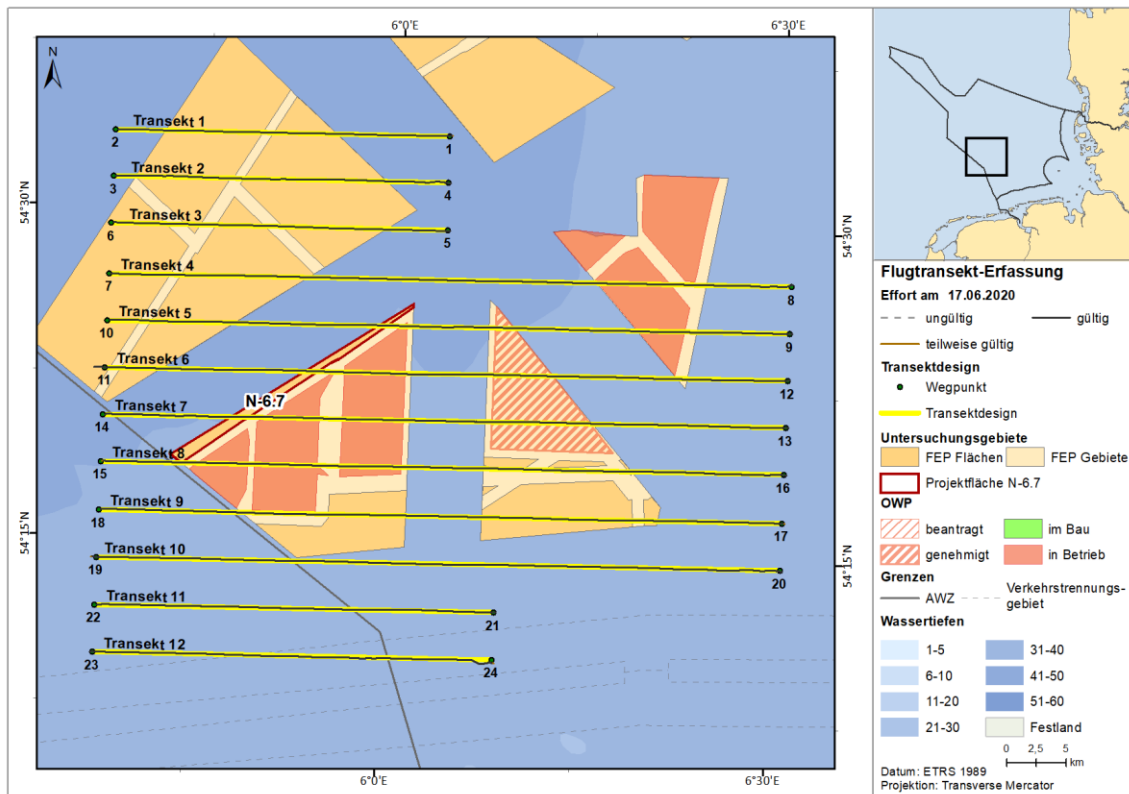 6°0'E
6°30'E
N
Transekt 1
2
1
Transekt 2
3
4
54°30'N
Transekt 3
6
5
54°30'N
Transekt 4
7
8
Transekt 5
10
9
Transekt 6
11
12
N-6.7
Transekt 7
14
13
Transekt 8
15
16
Transekt 9
18
17
54°15'N
Transekt 10
19
20
54°15'N
Transekt 11
22
21
Transekt 12
23
24
6°0'E
6°30'E
Flugtransekt-Erfassung
Effort am 17.06.2020
ungültig
gültig
teilweise gültig
Transektdesign
Wegpunkt
Transektdesign
Untersuchungsgebiete
FEP Flächen
FEP Gebiete
Projektfläche N-6.7
OWP
beantragt
im Bau
genehmigt
in Betrieb
Grenzen
AWZ
Verkehrstrennungs-
gebiet
Wassertiefen
1-5
31-40
6-10
41-50
11-20
51-60
21-30
Festland
0 2,5 5
km
Datum: ETRS 1989
Projektion: Transverse Mercator